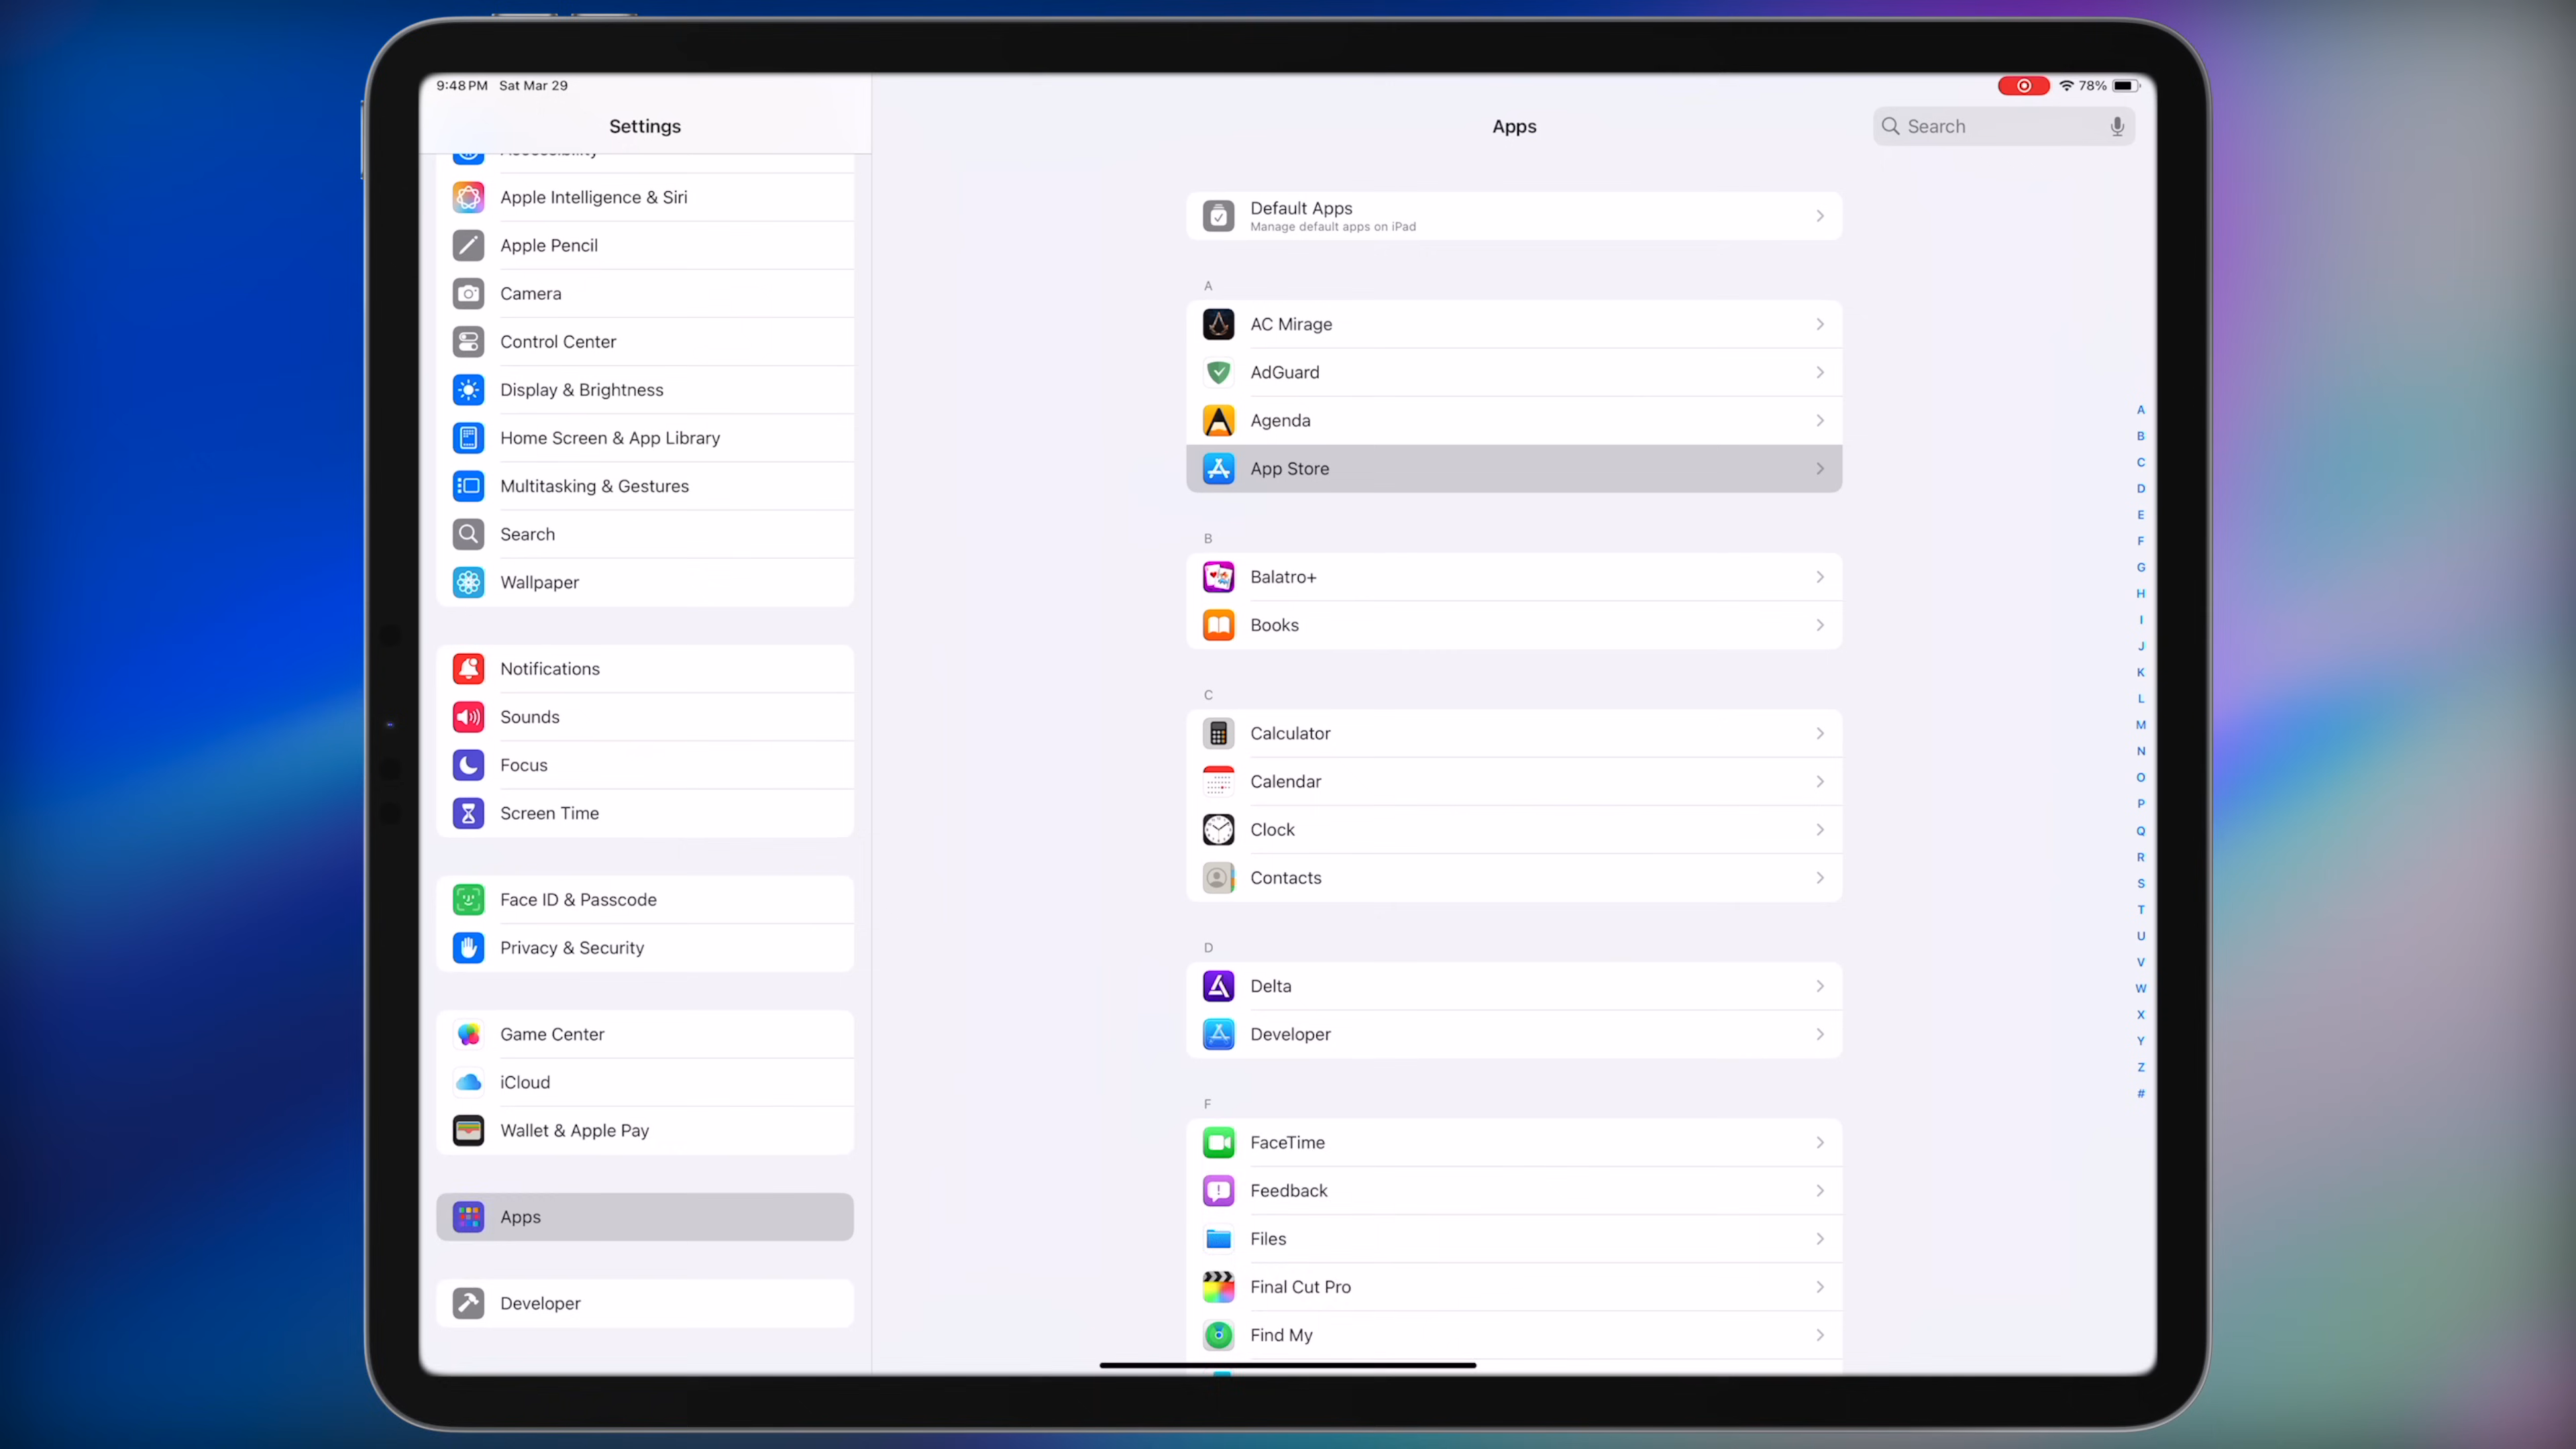 9:48 PM Sat Mar 29
78%
Settings
Accessibility
Apple Intelligence & Siri
Apple Pencil
Camera
Control Center
Display & Brightness
Home Screen & App Library
Multitasking & Gestures
Search
Wallpaper
Notifications
Sounds
Focus
Screen Time
Face ID & Passcode
Privacy & Security
Game Center
iCloud
Wallet & Apple Pay
Apps
Developer
Apps
Search
Default Apps
Manage default apps on iPad
A
AC Mirage
AdGuard
Agenda
App Store
B
Balatro+
Books
C
Calculator
Calendar
Clock
Contacts
D
Delta
Developer
F
FaceTime
Feedback
Files
Final Cut Pro
Find My
A
B
C
D
E
F
G
H
I
J
K
L
M
N
O
P
Q
R
S
T
U
V
W
X
Y
Z
#